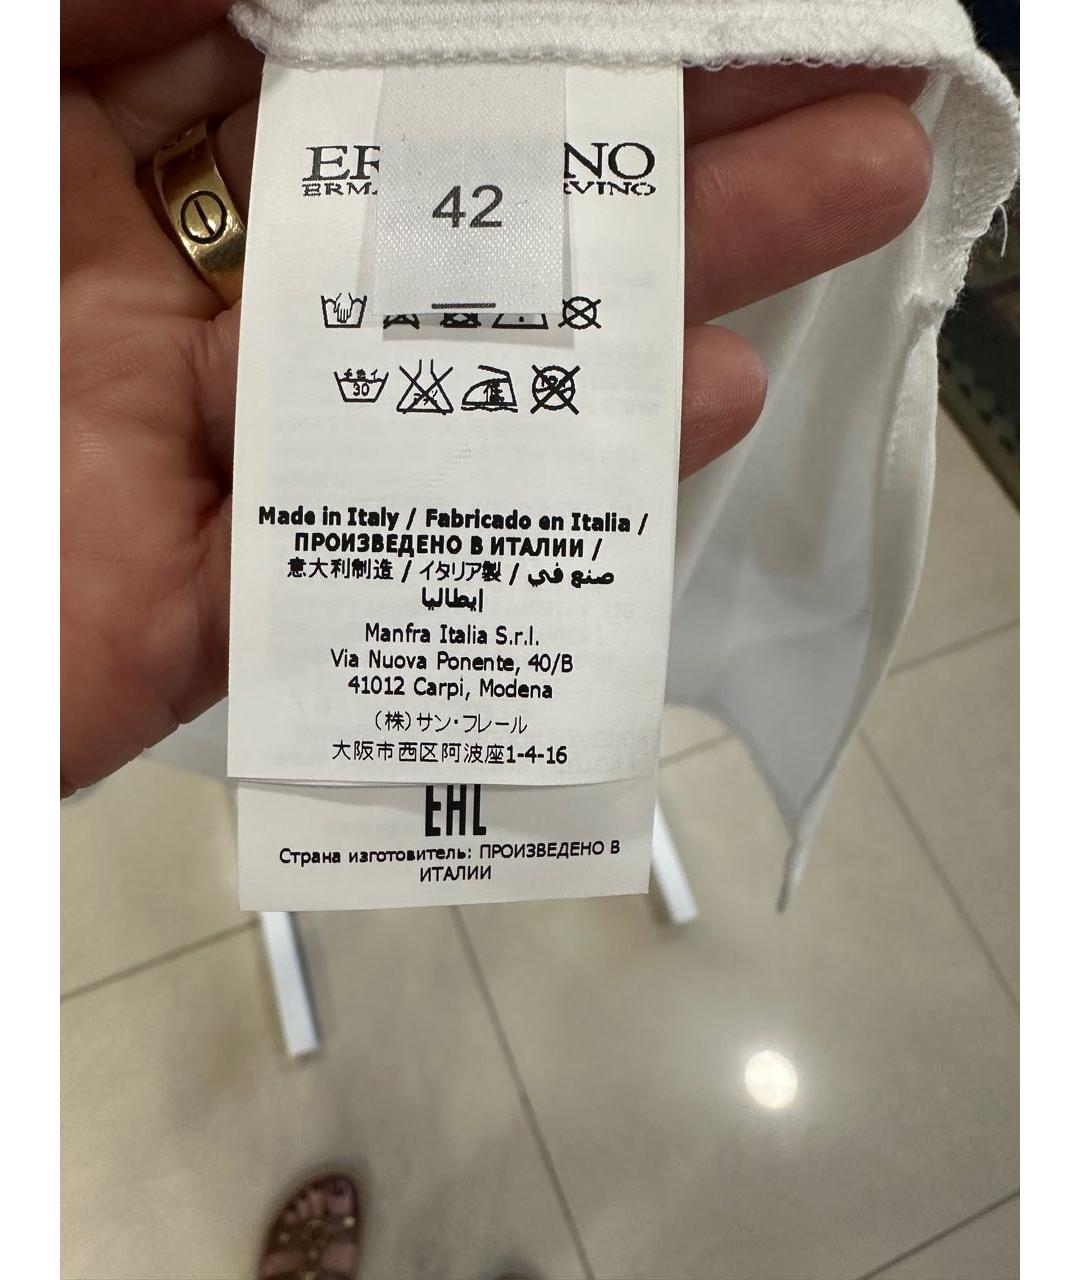 42
30
Made in Italy / Fabricado en Italia /
ПРОИЗВЕДЕНО В ИТАЛИИ /
意大利制造 / イタリア製 / صنع في
إيطاليا
Manfra Italia S.r.l.
Via Nuova Ponente, 40/B
41012 Carpi, Modena
(株)サン・フレール
大阪市西区阿波座1-4-16
EAC
Страна изготовитель: ПРОИЗВЕДЕНО В
ИТАЛИИ